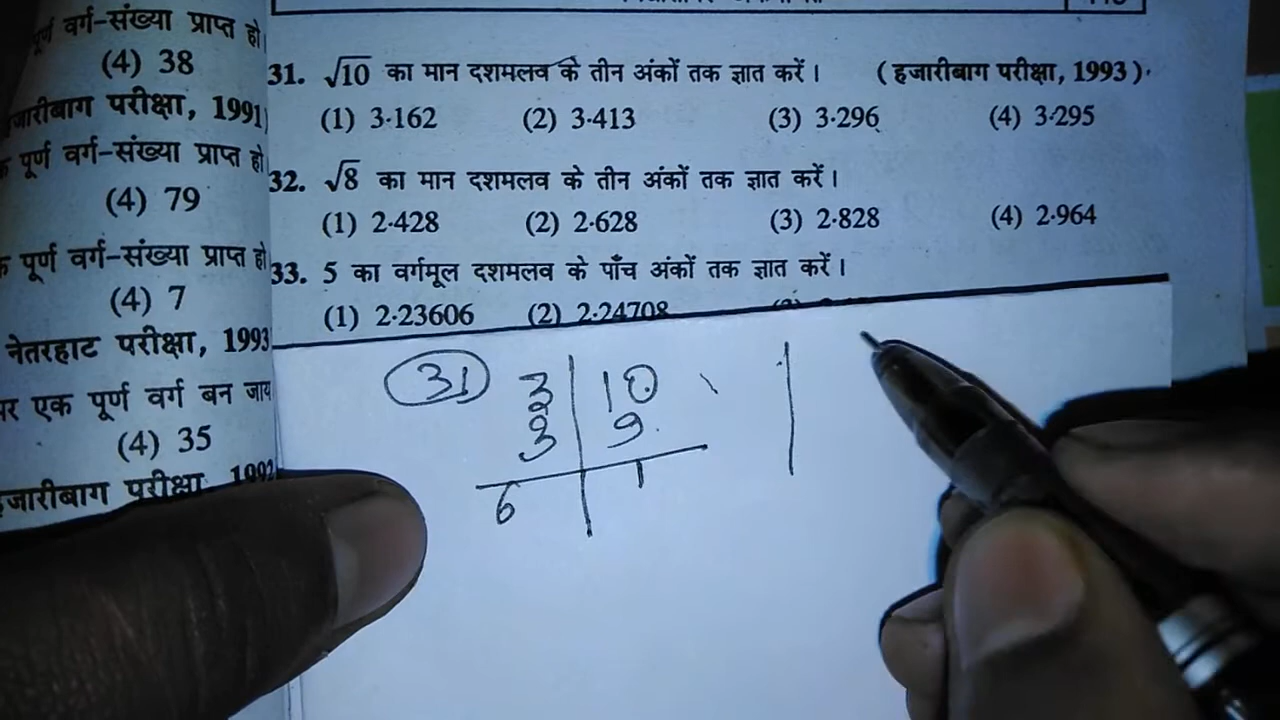 पूर्ण वर्ग-संख्या प्राप्त हो।
(4) 38
हजारीबाग परीक्षा, 1991)
पूर्ण वर्ग-संख्या प्राप्त हो
(4) 79
पूर्ण वर्ग-संख्या प्राप्त हो
(4) 7
नेतरहाट परीक्षा, 1993
पर एक पूर्ण वर्ग बन जाय
(4) 35
हजारीबाग परीक्षा, 1992
31. √10 का मान दशमलव के तीन अंकों तक ज्ञात करें। (हजारीबाग परीक्षा, 1993)
(1) 3·162 (2) 3·413 (3) 3·296 (4) 3·295
32. √8 का मान दशमलव के तीन अंकों तक ज्ञात करें।
(1) 2·428 (2) 2·628 (3) 2·828 (4) 2·964
33. 5 का वर्गमूल दशमलव के पाँच अंकों तक ज्ञात करें।
(1) 2·23606 (2) 2·24708
31 3 10
3 9
6 1